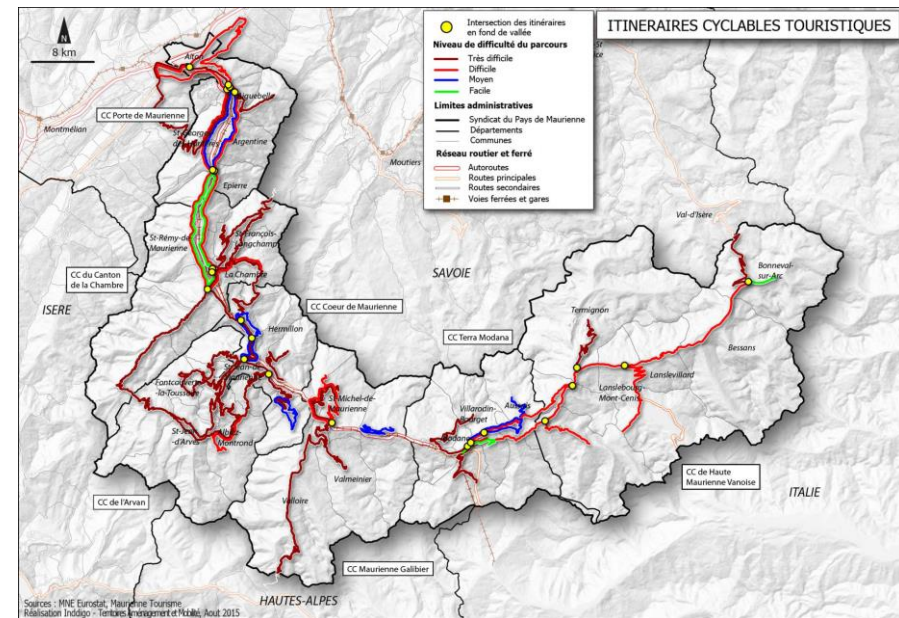 ITINERAIRES CYCLABLES TOURISTIQUES
N
8 km
Intersection des itinéraires
en fond de vallée
Niveau de difficulté du parcours
Très difficile
Difficile
Moyen
Facile
Limites administratives
Syndicat du Pays de Maurienne
Départements
Communes
Réseau routier et ferré
Autoroutes
Routes principales
Routes secondaires
Voies ferrées et gares
Aiton
Aiguebelle
CC Porte de Maurienne
Montmélian
Argentine
Moutiers
Epierre
Val-d'Isère
St-François-
Longchamp
St-Rémy-de-
Maurienne
Bonneval-
sur-Arc
La Chambre
CC du Canton
de la Chambre
SAVOIE
ISERE
CC Coeur de Maurienne
Termignon
Hermillon
CC Terra Modana
Bessans
Lanslevillard
Lanslebourg-
Mont-Cenis
Fontcouverte-
la-Toussuire
St-Michel-de-
Maurienne
Villarodin-
Bourget
Aussois
Modane
St-Jean-
d'Arves
Albiez-
Montrond
CC de Haute
Maurienne Vanoise
Valmeinier
CC de l'Arvan
Valloire
ITALIE
CC Maurienne Galibier
HAUTES-ALPES
Sources : MNE Eurostat, Maurienne Tourisme
Réalisation Inddigo - Territoires Aménagement et Mobilité, Aout 2015